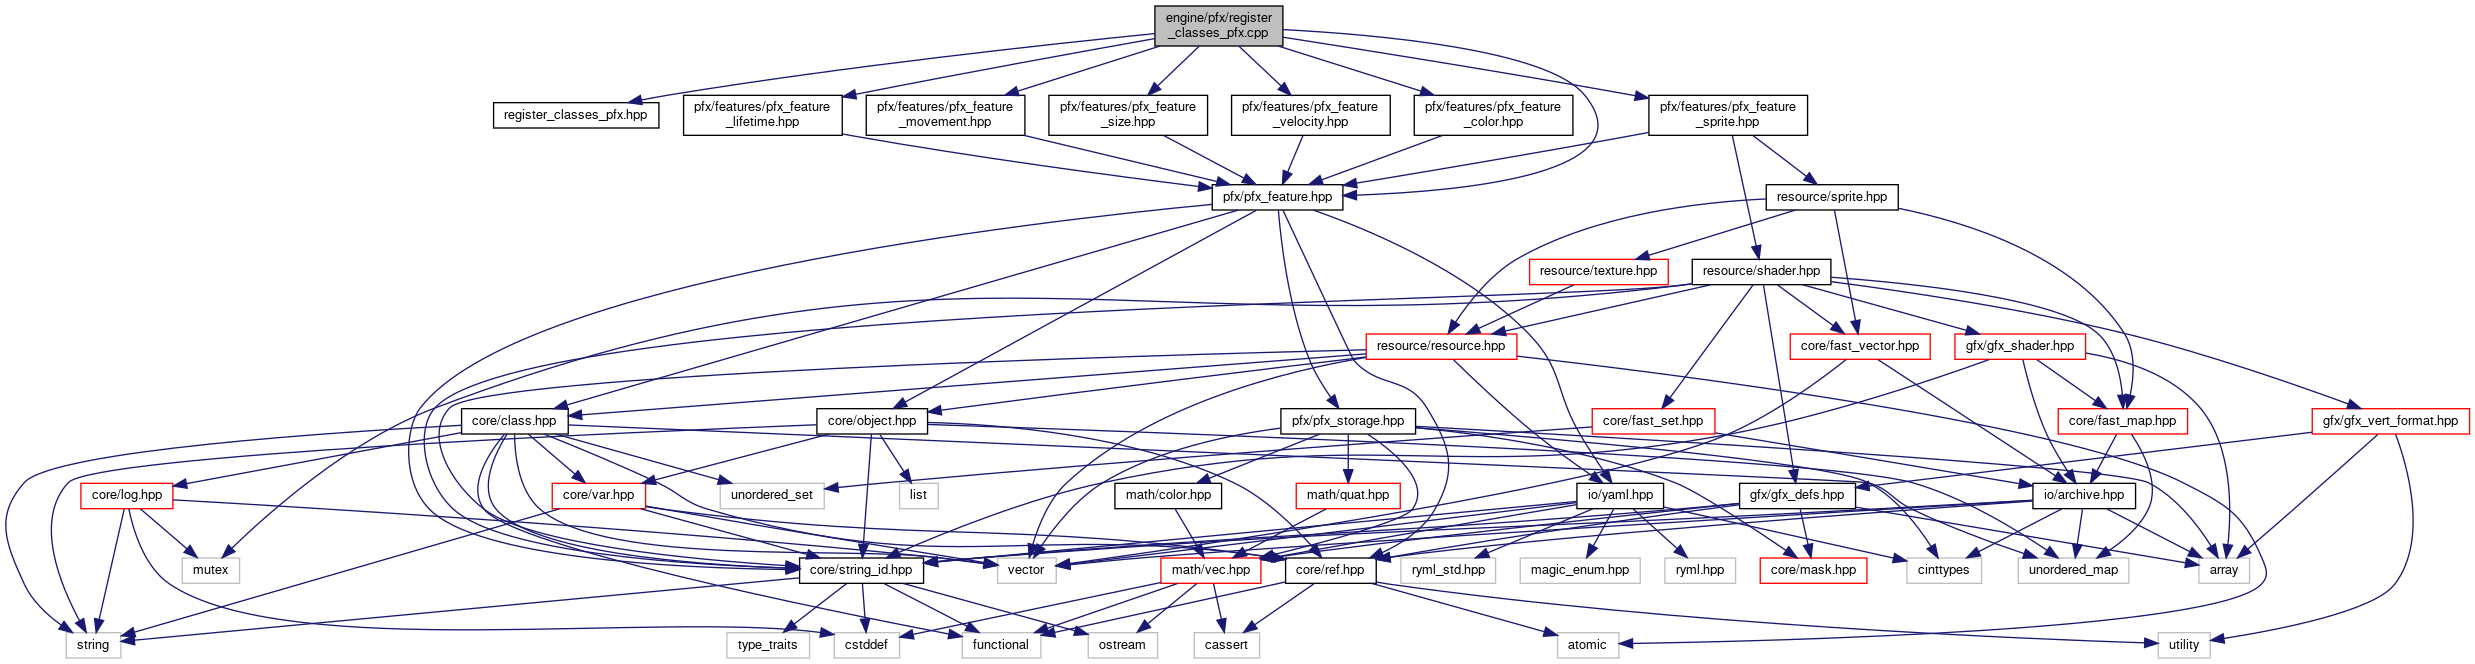 engine/pfx/register
_classes_pfx.cpp
register_classes_pfx.hpp
pfx/features/pfx_feature
_lifetime.hpp
pfx/features/pfx_feature
_movement.hpp
pfx/features/pfx_feature
_size.hpp
pfx/features/pfx_feature
_velocity.hpp
pfx/features/pfx_feature
_color.hpp
pfx/features/pfx_feature
_sprite.hpp
pfx/pfx_feature.hpp
resource/sprite.hpp
resource/texture.hpp
resource/shader.hpp
resource/resource.hpp
core/fast_vector.hpp
gfx/gfx_shader.hpp
core/class.hpp
core/object.hpp
pfx/pfx_storage.hpp
core/fast_set.hpp
core/fast_map.hpp
gfx/gfx_vert_format.hpp
core/log.hpp
core/var.hpp
unordered_set
list
math/color.hpp
math/quat.hpp
io/yaml.hpp
gfx/gfx_defs.hpp
io/archive.hpp
mutex
core/string_id.hpp
vector
math/vec.hpp
core/ref.hpp
ryml_std.hpp
magic_enum.hpp
ryml.hpp
core/mask.hpp
cinttypes
unordered_map
array
string
type_traits
cstddef
functional
ostream
cassert
atomic
utility